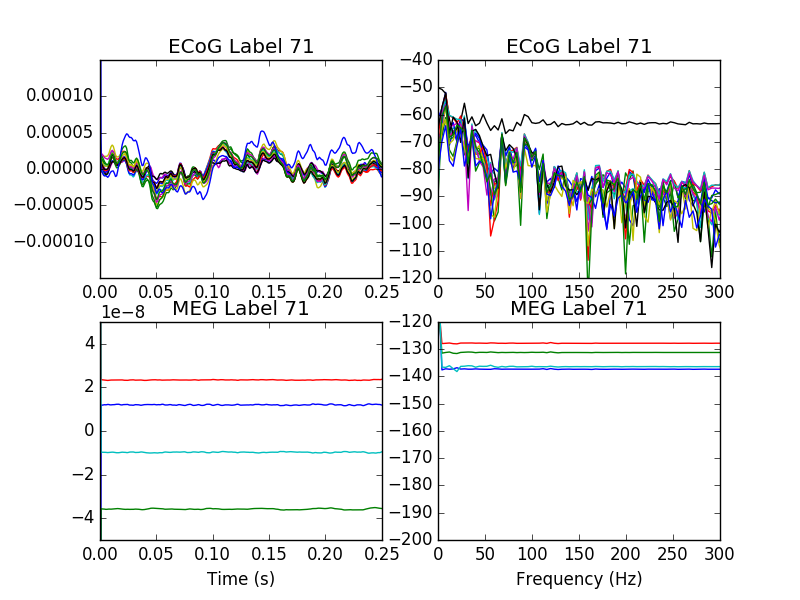 ECoG Label 71
0.00010
0.00005
0.00000
−0.00005
−0.00010
0.00 0.05 0.10 0.15 0.20 0.25
ECoG Label 71
−40
−50
−60
−70
−80
−90
−100
−110
−120
0 50 100 150 200 250 300
1e−8
MEG Label 71
4
2
0
−2
−4
0.00 0.05 0.10 0.15 0.20 0.25
Time (s)
MEG Label 71
−120
−130
−140
−150
−160
−170
−180
−190
−200
0 50 100 150 200 250 300
Frequency (Hz)